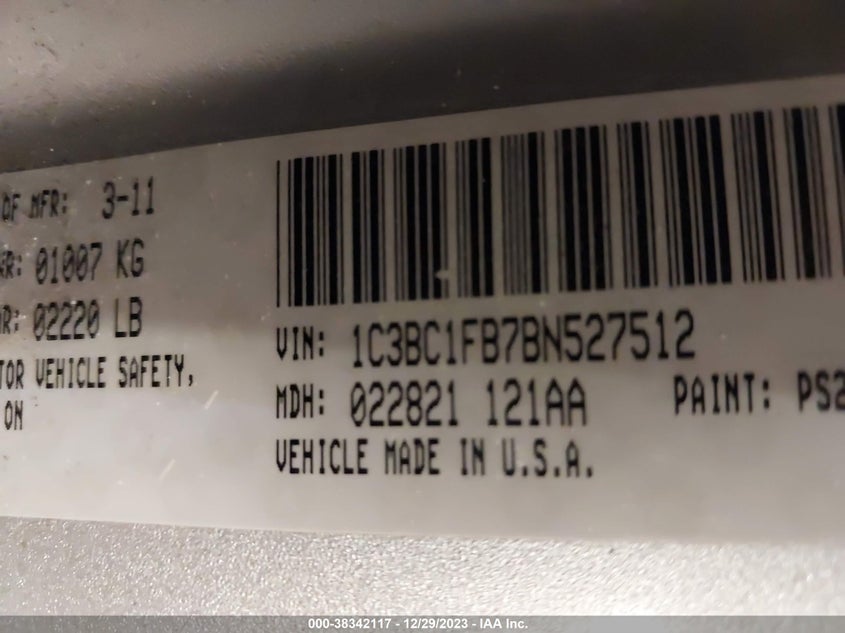 OF MFR: 3-11
01007 KG
02220 LB
TOR VEHICLE SAFETY,
ON
VIN: 1C3BC1FB7BN527512
MDH: 022821 121AA PAINT: PS2
VEHICLE MADE IN U.S.A.
000-38342117 - 12/29/2023 - IAA Inc.